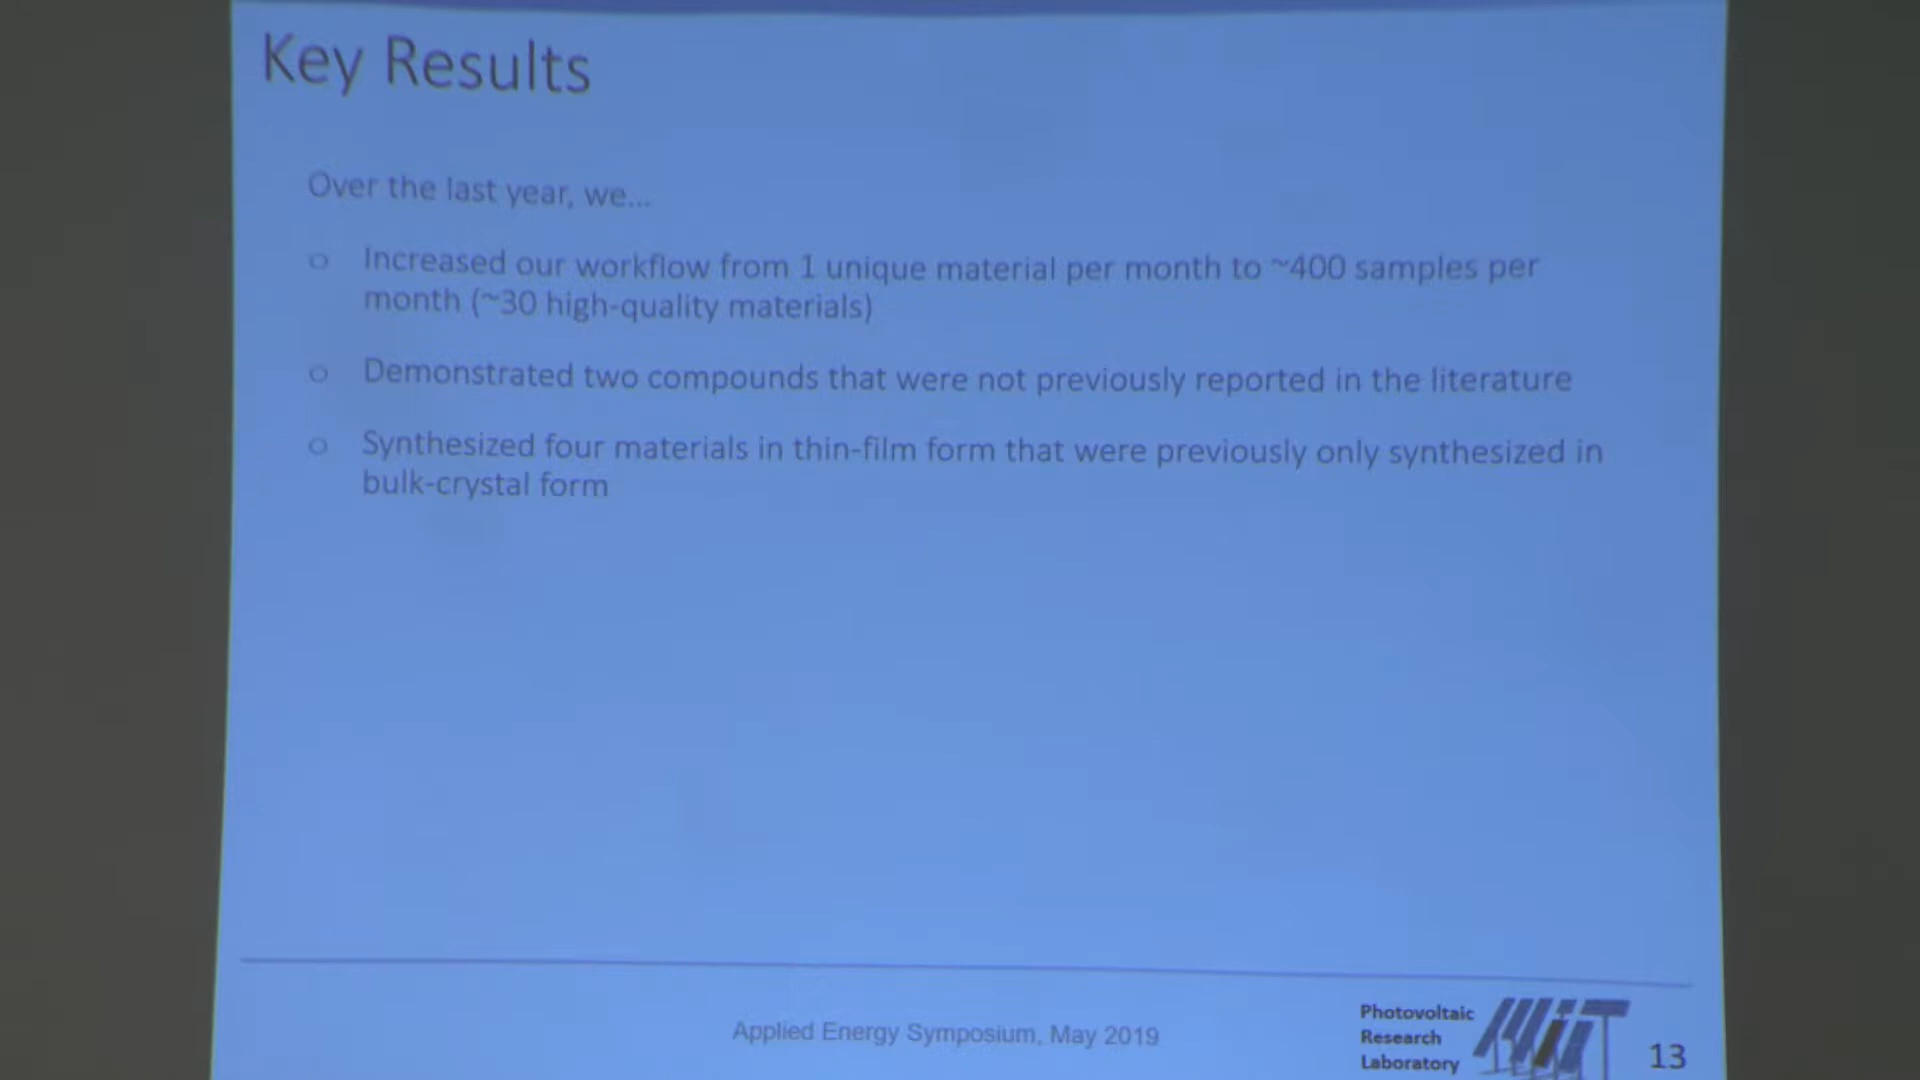 Key Results
Over the last year, we...
o Increased our workflow from 1 unique material per month to ~400 samples per
month (~30 high-quality materials)
o Demonstrated two compounds that were not previously reported in the literature
o Synthesized four materials in thin-film form that were previously only synthesized in
bulk-crystal form
Applied Energy Symposium, May 2019
Photovoltaic
Research
Laboratory
MIT
13